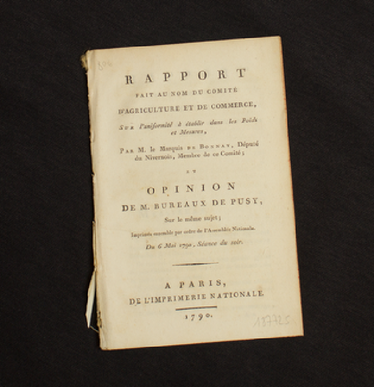 RAPPORT
FAIT AU NOM DU COMITÉ
D'AGRICULTURE ET DE COMMERCE,
Sur l'uniformité à établir dans les Poids
et Mesures,
Par M. le Marquis de Bonnay, Député
du Nivernois, Membre de ce Comité;
ET
OPINION
DE M. BUREAUX DE PUSY,
Sur le même sujet;
Imprimés ensemble par ordre de l'Assemblée Nationale.
Du 6 Mai 1790, Séance du soir.
A PARIS,
DE L'IMPRIMERIE NATIONALE.
1790.